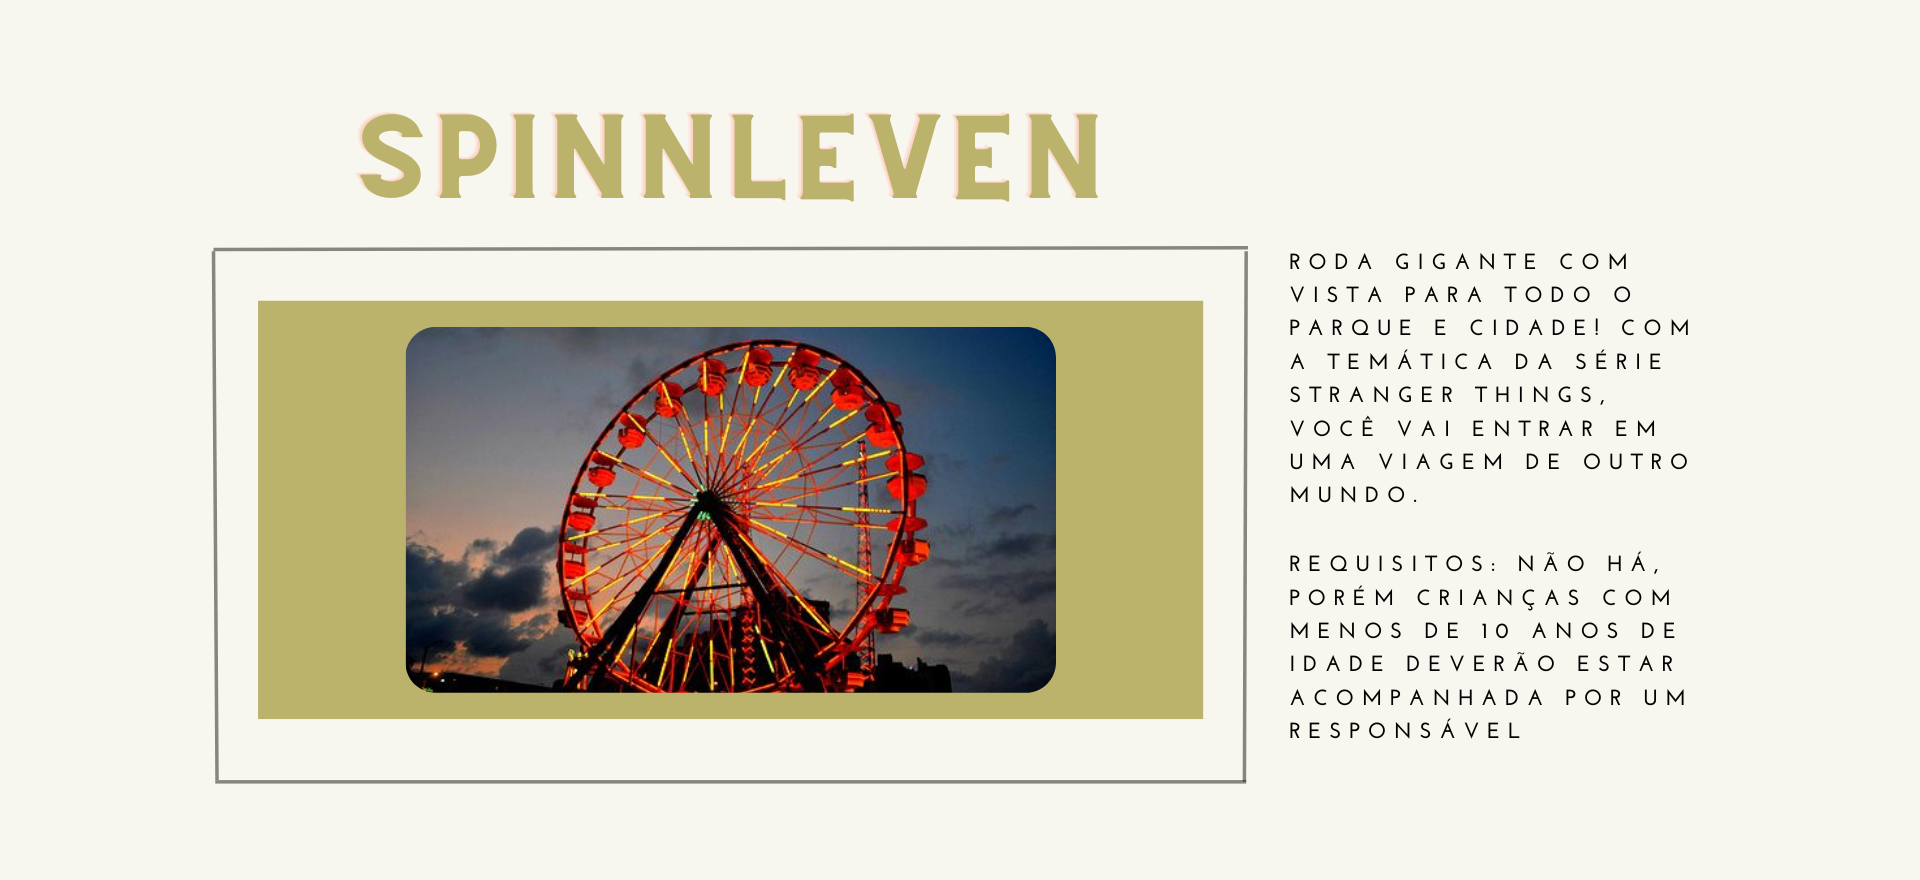 SPINNLEVEN
RODA GIGANTE COM
VISTA PARA TODO O
PARQUE E CIDADE! COM
A TEMÁTICA DA SÉRIE
STRANGER THINGS,
VOCÊ VAI ENTRAR EM
UMA VIAGEM DE OUTRO
MUNDO.
REQUISITOS: NÃO HÁ,
PORÉM CRIANÇAS COM
MENOS DE 10 ANOS DE
IDADE DEVERÃO ESTAR
ACOMPANHADA POR UM
RESPONSÁVEL